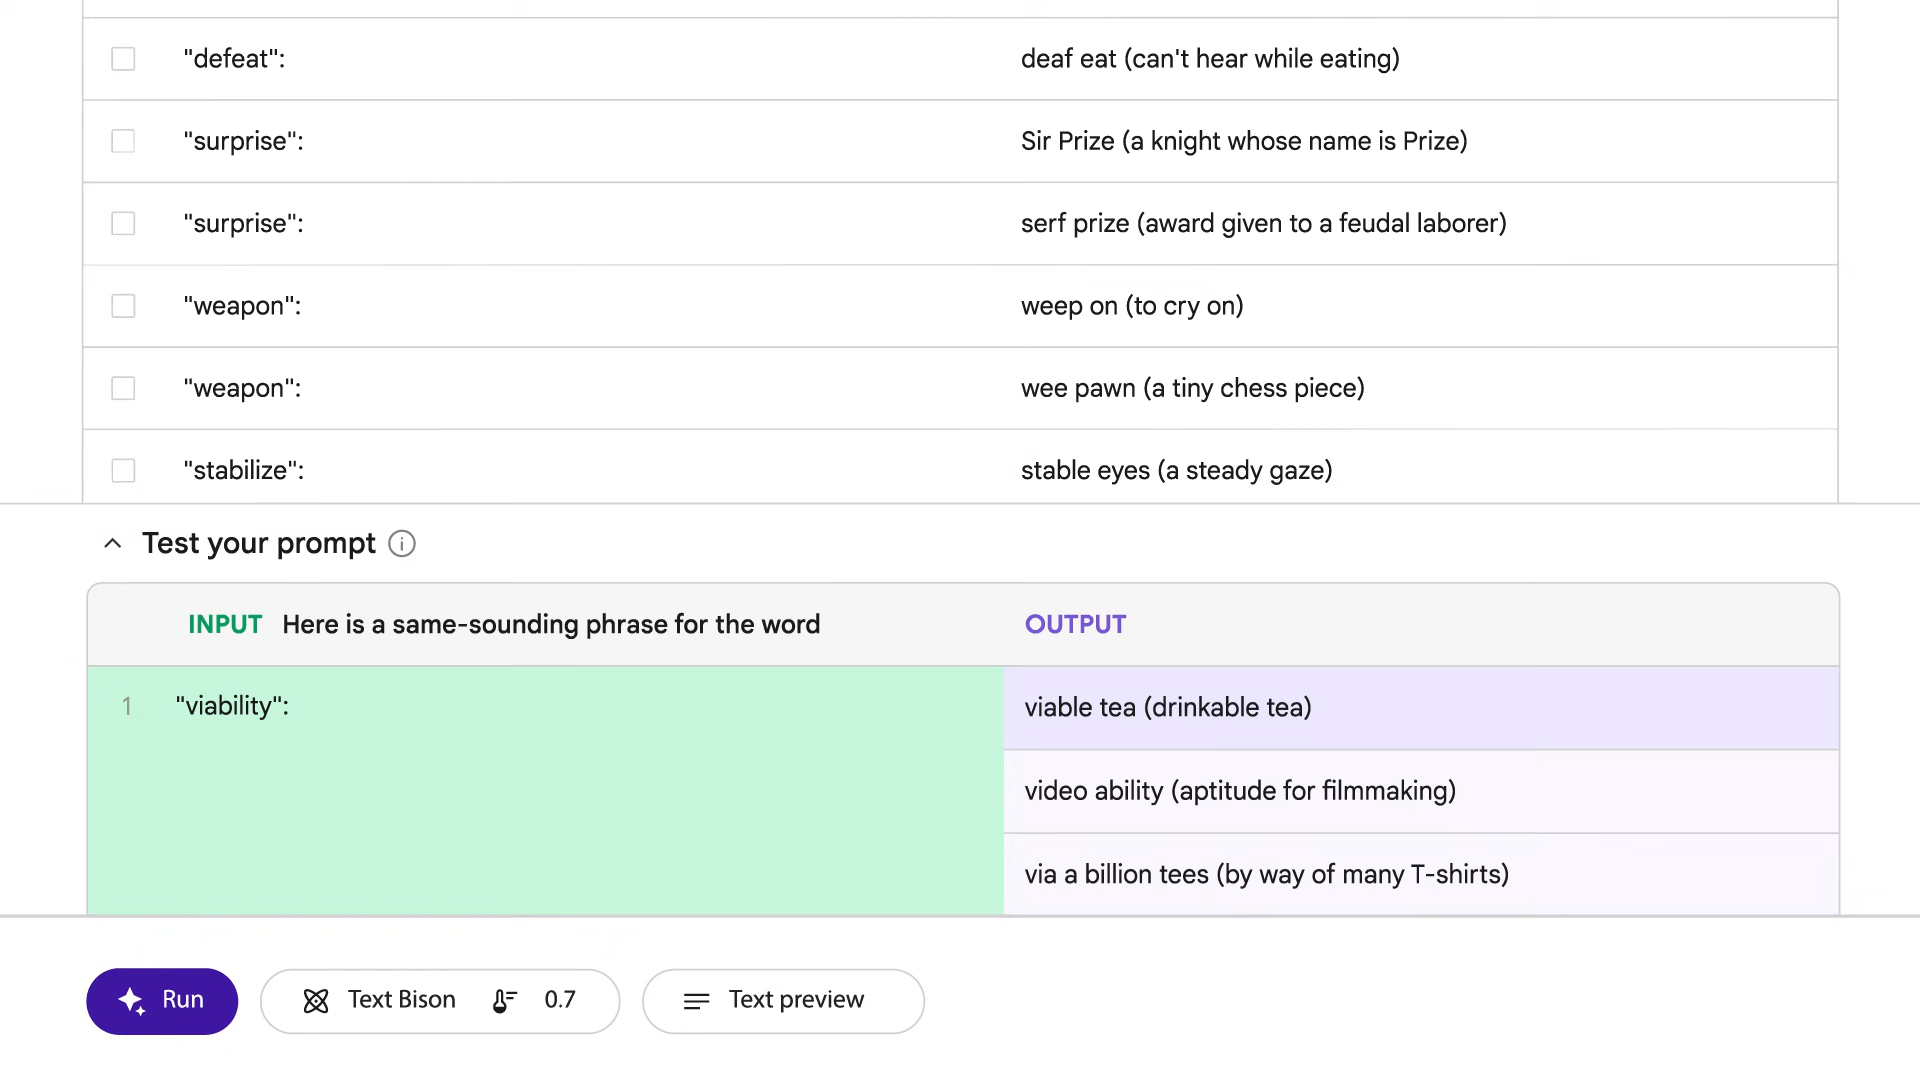 "defeat": deaf eat (can't hear while eating)
"surprise": Sir Prize (a knight whose name is Prize)
"surprise": serf prize (award given to a feudal laborer)
"weapon": weep on (to cry on)
"weapon": wee pawn (a tiny chess piece)
"stabilize": stable eyes (a steady gaze)
Test your prompt
INPUT Here is a same-sounding phrase for the word OUTPUT
1 "viability": viable tea (drinkable tea)
video ability (aptitude for filmmaking)
via a billion tees (by way of many T-shirts)
Run Text Bison 0.7 Text preview